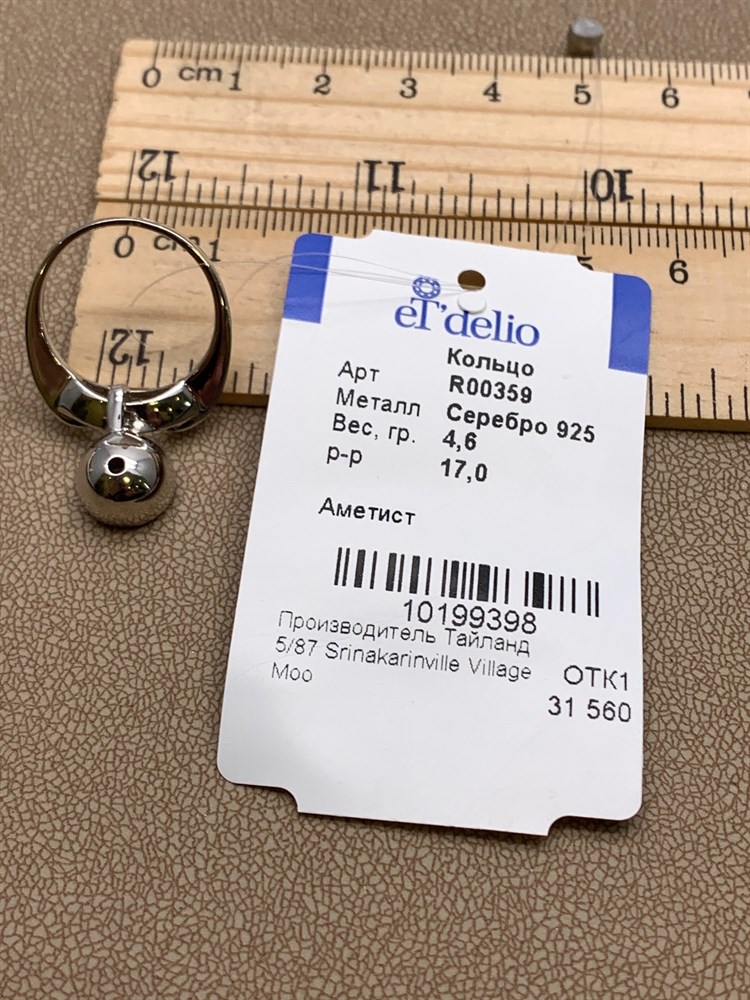 0 cm 1 2 3 4 5 6
12 11 10
0 cm 1 5 6
12
eT'delio
Кольцо
Арт R00359
Металл Серебро 925
Вес, гр. 4,6
р-р 17,0
Аметист
10199398
Производитель Тайланд
5/87 Srinakarinville Village
Moo
ОТК1
31 560